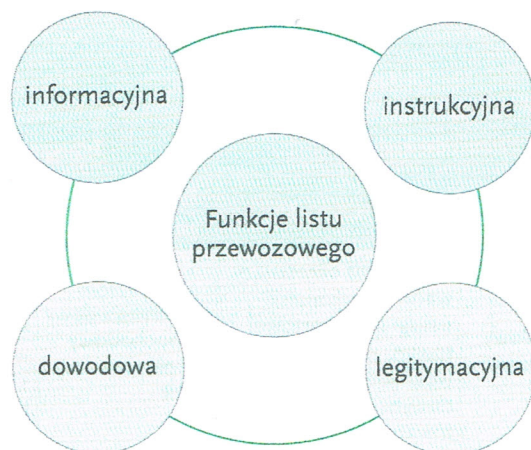 informacyjna
instrukcyjna
Funkcje listu
przewozowego
dowodowa
legitymacyjna